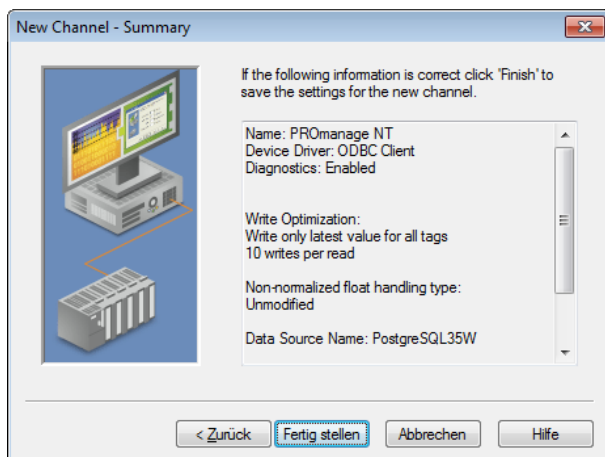 New Channel - Summary
If the following information is correct click 'Finish' to
save the settings for the new channel.
Name: PROmanage NT
Device Driver: ODBC Client
Diagnostics: Enabled
Write Optimization:
Write only latest value for all tags
10 writes per read
Non-normalized float handling type:
Unmodified
Data Source Name: PostgreSQL35W
< Zurück
Fertig stellen
Abbrechen
Hilfe